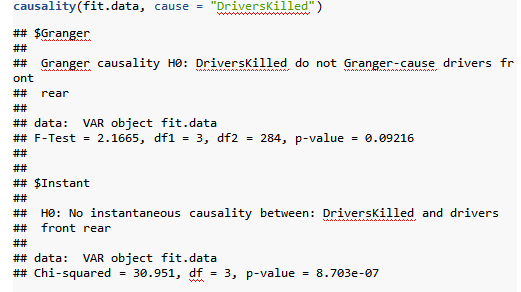 causality(fit.data, cause = "DriversKilled")
## $Granger
##
##  Granger causality H0: DriversKilled do not Granger-cause drivers fr
ont
##  rear
##
## data:  VAR object fit.data
## F-Test = 2.1665, df1 = 3, df2 = 284, p-value = 0.09216
##
##
## $Instant
##
##  H0: No instantaneous causality between: DriversKilled and drivers
##  front rear
##
## data:  VAR object fit.data
## Chi-squared = 30.951, df = 3, p-value = 8.703e-07